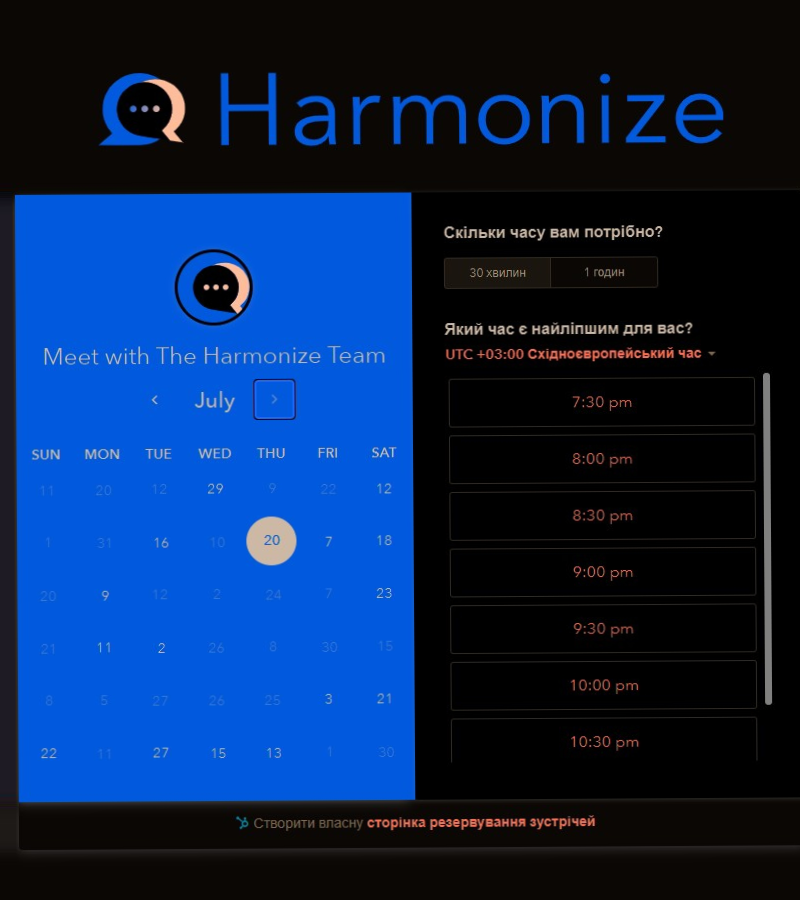 Harmonize
Meet with The Harmonize Team
July
SUN MON TUE WED THU FRI SAT
11 20 12 29 9 22 12
1 31 16 10 20 7 18
20 9 12 2 24 7 23
21 11 2 26 8 30 15
8 5 27 26 25 3 21
22 11 27 15 13 1 30
Скільки часу вам потрібно?
30 хвилин 1 годин
Який час є найліпшим для вас?
UTC +03:00 Східноєвропейський час
7:30 pm
8:00 pm
8:30 pm
9:00 pm
9:30 pm
10:00 pm
10:30 pm
Створити власну сторінка резервування зустрічей